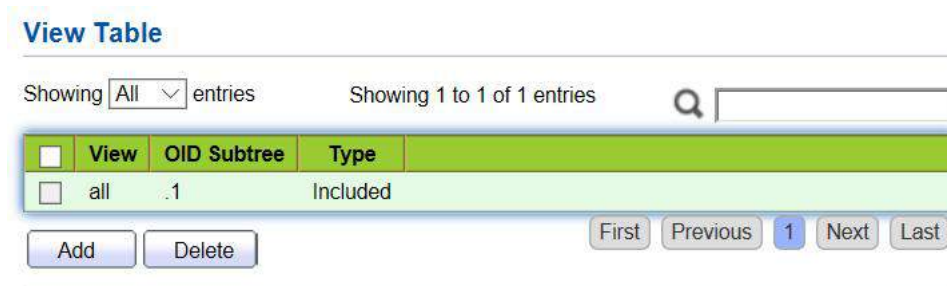 View Table
Showing All entries Showing 1 to 1 of 1 entries
View OID Subtree Type
all .1 Included
First Previous 1 Next Last
Add Delete